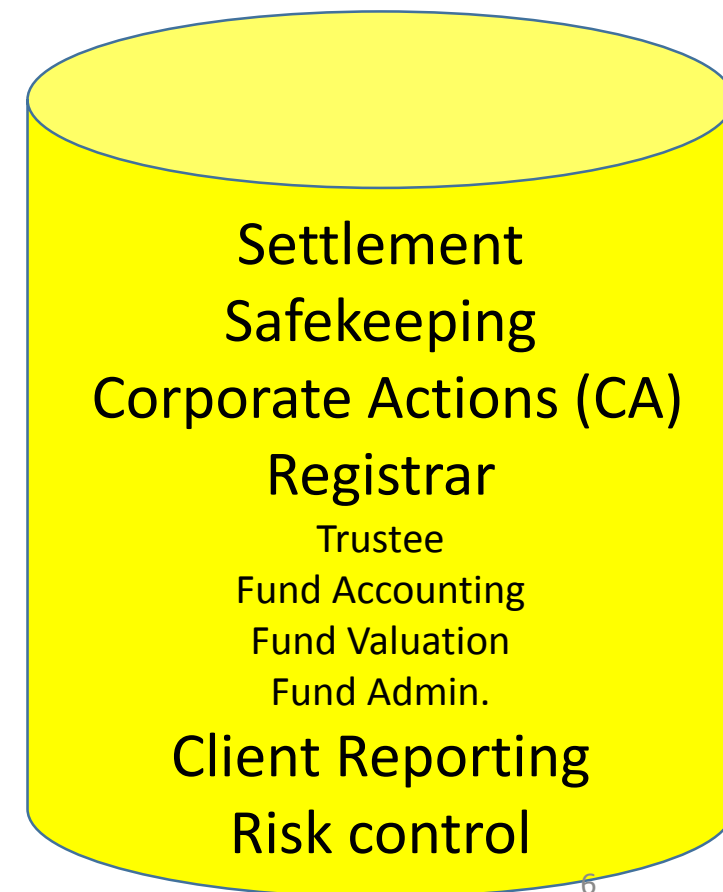 Settlement
Safekeeping
Corporate Actions (CA)
Registrar
Trustee
Fund Accounting
Fund Valuation
Fund Admin.
Client Reporting
Risk control
6